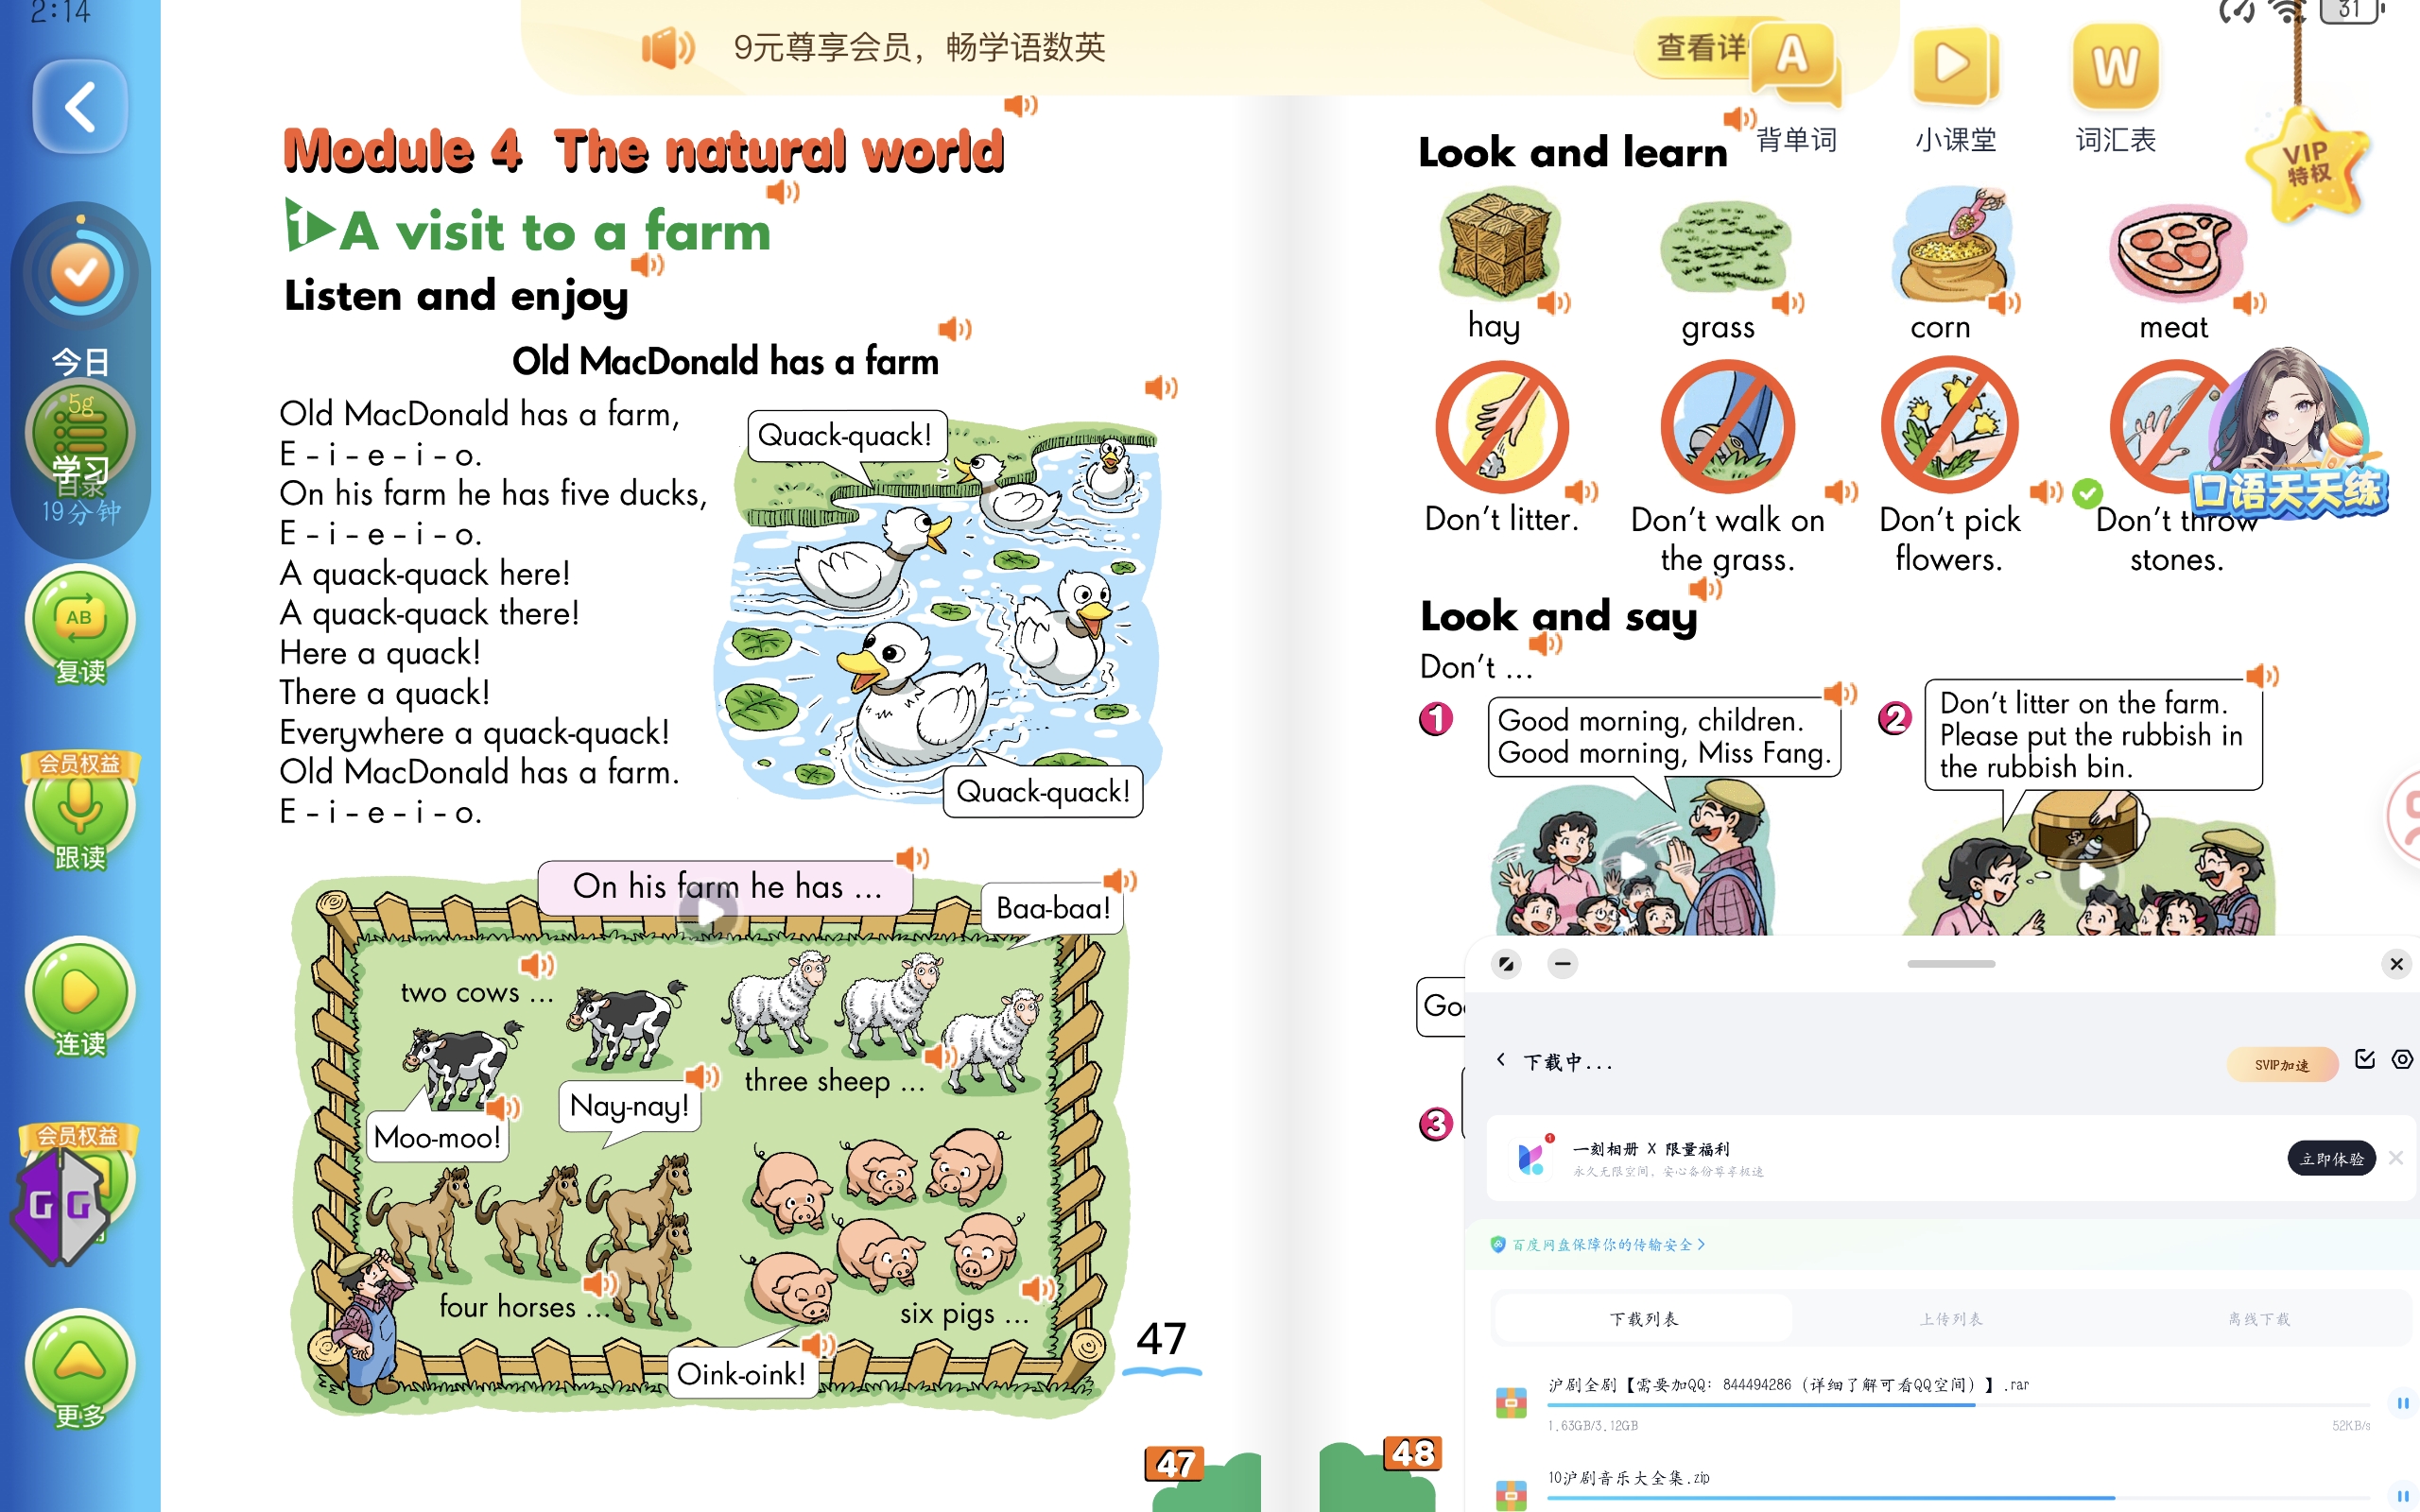 2:14
31
9元尊享会员，畅学语数英
查看详
背单词
小课堂
词汇表
VIP
特权
今日
5g
目录
学习
19分钟
AB
复读
会员权益
跟读
连读
会员权益
GG
更多
Module 4 The natural world
1 A visit to a farm
Listen and enjoy
Old MacDonald has a farm
Old MacDonald has a farm,
E - i - e - i - o.
On his farm he has five ducks,
E - i - e - i - o.
A quack-quack here!
A quack-quack there!
Here a quack!
There a quack!
Everywhere a quack-quack!
Old MacDonald has a farm.
E - i - e - i - o.
Quack-quack!
Quack-quack!
On his farm he has ...
Baa-baa!
two cows ...
three sheep ...
Nay-nay!
Moo-moo!
four horses ...
six pigs ...
Oink-oink!
47
47
Look and learn
hay
grass
corn
meat
口语天天练
Don't litter.
Don't walk on
the grass.
Don't pick
flowers.
Don't throw
stones.
Look and say
Don't ...
1
Good morning, children.
Good morning, Miss Fang.
2
Don't litter on the farm.
Please put the rubbish in
the rubbish bin.
3
48
下载中...
SVIP加速
一刻相册 X 限量福利
永久无限空间，安心备份尊享极速
立即体验
百度网盘保障你的传输安全
下载列表
上传列表
离线下载
沪剧全剧【需要加QQ：844494286（详细了解可看QQ空间）】.rar
1.63GB/3.12GB
52KB/s
10沪剧音乐大全集.zip